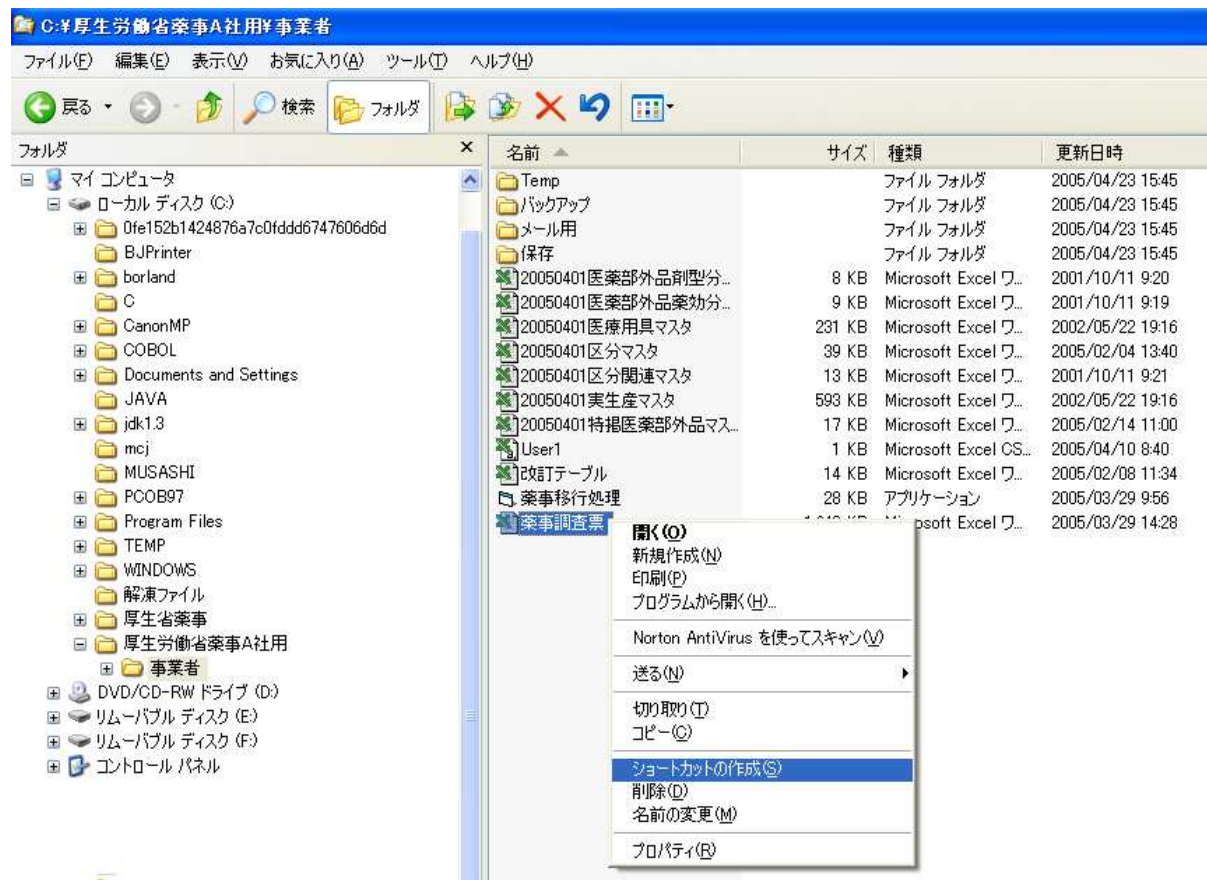 C:¥厚生労働省薬事A社用¥事業者
ファイル(F) 編集(E) 表示(V) お気に入り(A) ツール(T) ヘルプ(H)
戻る 検索 フォルダ
フォルダ ×
マイ コンピュータ
ローカル ディスク (C:)
0fe152b1424876a7c0fddd6747606d6d
BJPrinter
borland
C
CanonMP
COBOL
Documents and Settings
JAVA
jdk1.3
mcj
MUSASHI
PCOB97
Program Files
TEMP
WINDOWS
解凍ファイル
厚生省薬事
厚生労働省薬事A社用
事業者
DVD/CD-RW ドライブ (D:)
リムーバブル ディスク (E:)
リムーバブル ディスク (F:)
コントロール パネル
名前 サイズ 種類 更新日時
Temp ファイル フォルダ 2005/04/23 15:45
バックアップ ファイル フォルダ 2005/04/23 15:45
メール用 ファイル フォルダ 2005/04/23 15:45
保存 ファイル フォルダ 2005/04/23 15:45
20050401医薬部外品剤型分... 8 KB Microsoft Excel ワ... 2001/10/11 9:20
20050401医薬部外品薬効分... 9 KB Microsoft Excel ワ... 2001/10/11 9:19
20050401医療用具マスタ 231 KB Microsoft Excel ワ... 2002/05/22 19:16
20050401区分マスタ 39 KB Microsoft Excel ワ... 2005/02/04 13:40
20050401区分関連マスタ 13 KB Microsoft Excel ワ... 2001/10/11 9:21
20050401実生産マスタ 593 KB Microsoft Excel ワ... 2002/05/22 19:16
20050401特掲医薬部外品マス... 17 KB Microsoft Excel ワ... 2005/02/14 11:00
User1 1 KB Microsoft Excel CS... 2005/04/10 8:40
改訂テーブル 14 KB Microsoft Excel ワ... 2005/02/08 11:34
薬事移行処理 28 KB アプリケーション 2005/03/29 9:56
薬事調査票 Excel ワ... 2005/03/29 14:28
開く(O)
新規作成(N)
印刷(P)
プログラムから開く(H)...
Norton AntiVirus を使ってスキャン(V)
送る(N)
切り取り(T)
コピー(C)
ショートカットの作成(S)
削除(D)
名前の変更(M)
プロパティ(R)